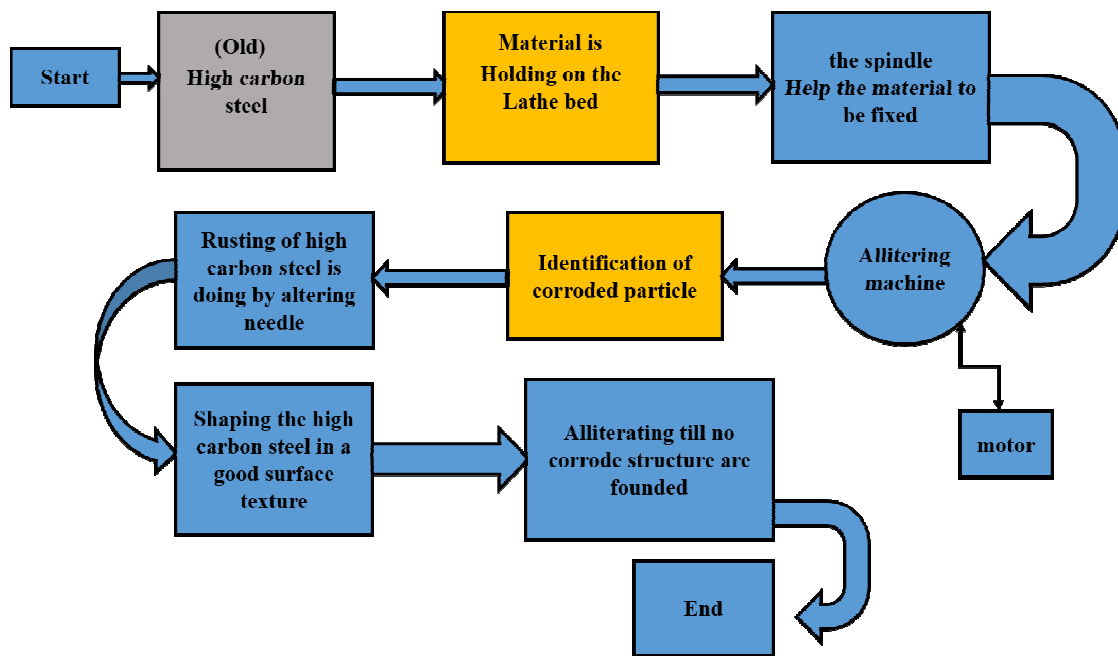 Start
(Old)
High carbon
steel
Material is
Holding on the
Lathe bed
the spindle
Help the material to
be fixed
Allitering
machine
motor
Identification of
corroded particle
Rusting of high
carbon steel is
doing by altering
needle
Shaping the high
carbon steel in a
good surface
texture
Alliterating till no
corrode structure are
founded
End